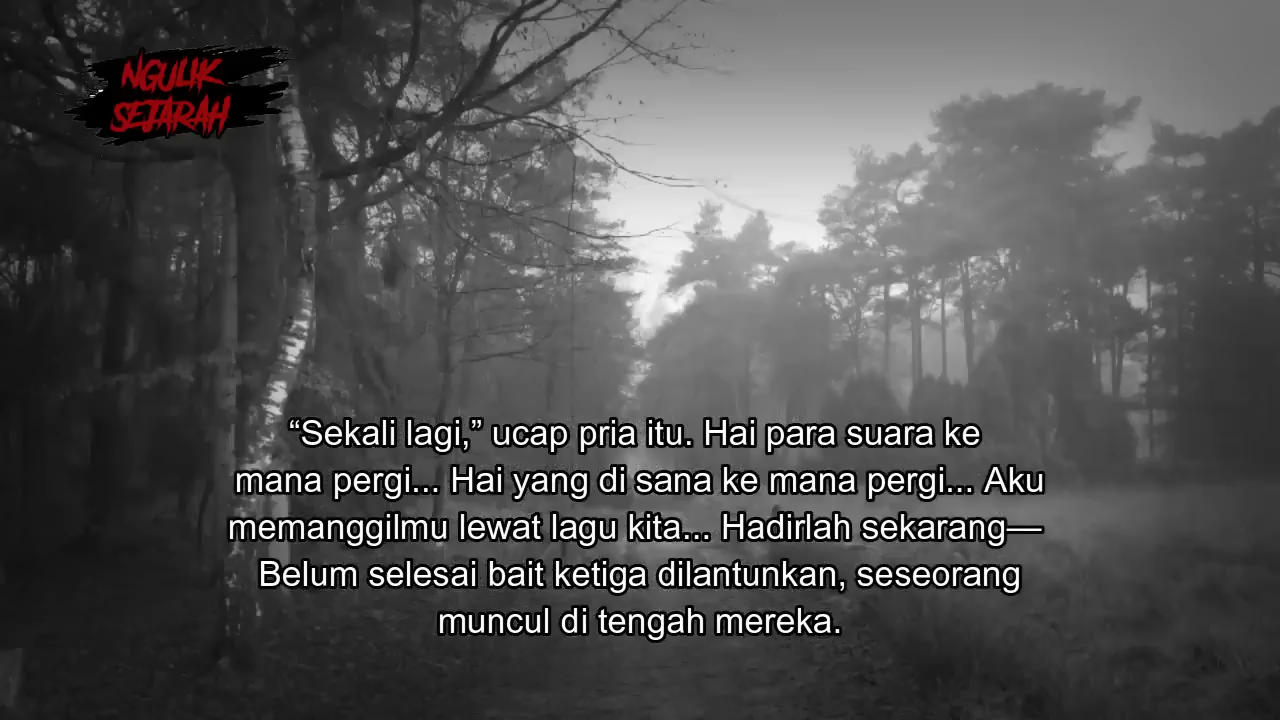 NGULIK
SEJARAH
“Sekali lagi,” ucap pria itu. Hai para suara ke
mana pergi... Hai yang di sana ke mana pergi... Aku
memanggilmu lewat lagu kita... Hadirlah sekarang—
Belum selesai bait ketiga dilantunkan, seseorang
muncul di tengah mereka.